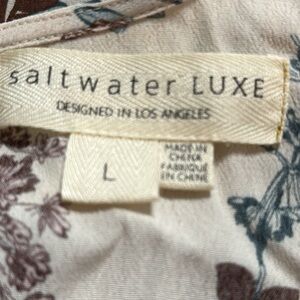 saltwater LUXE
DESIGNED IN LOS ANGELES
L
MADE IN
CHINA
FABRIQUÉ
EN CHINE